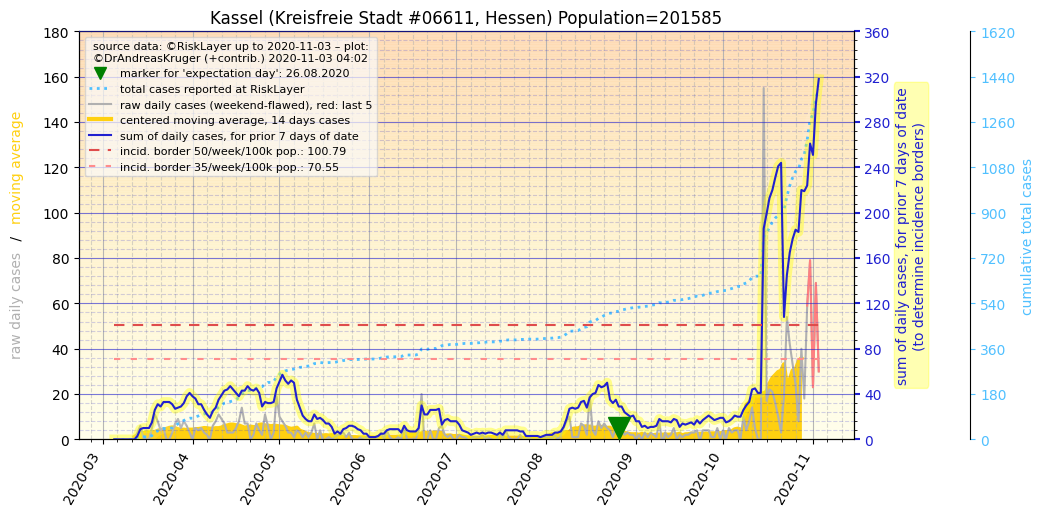 Kassel (Kreisfreie Stadt #06611, Hessen) Population=201585
source data: ©RiskLayer up to 2020-11-03 – plot:
©DrAndreasKruger (+contrib.) 2020-11-03 04:02
marker for 'expectation day': 26.08.2020
total cases reported at RiskLayer
raw daily cases (weekend-flawed), red: last 5
centered moving average, 14 days cases
sum of daily cases, for prior 7 days of date
incid. border 50/week/100k pop.: 100.79
incid. border 35/week/100k pop.: 70.55
raw daily cases / moving average
180
160
140
120
100
80
60
40
20
0
2020-03
2020-04
2020-05
2020-06
2020-07
2020-08
2020-09
2020-10
2020-11
360
320
280
240
200
160
120
80
40
0
sum of daily cases, for prior 7 days of date
(to determine incidence borders)
1620
1440
1260
1080
900
720
540
360
180
0
cumulative total cases